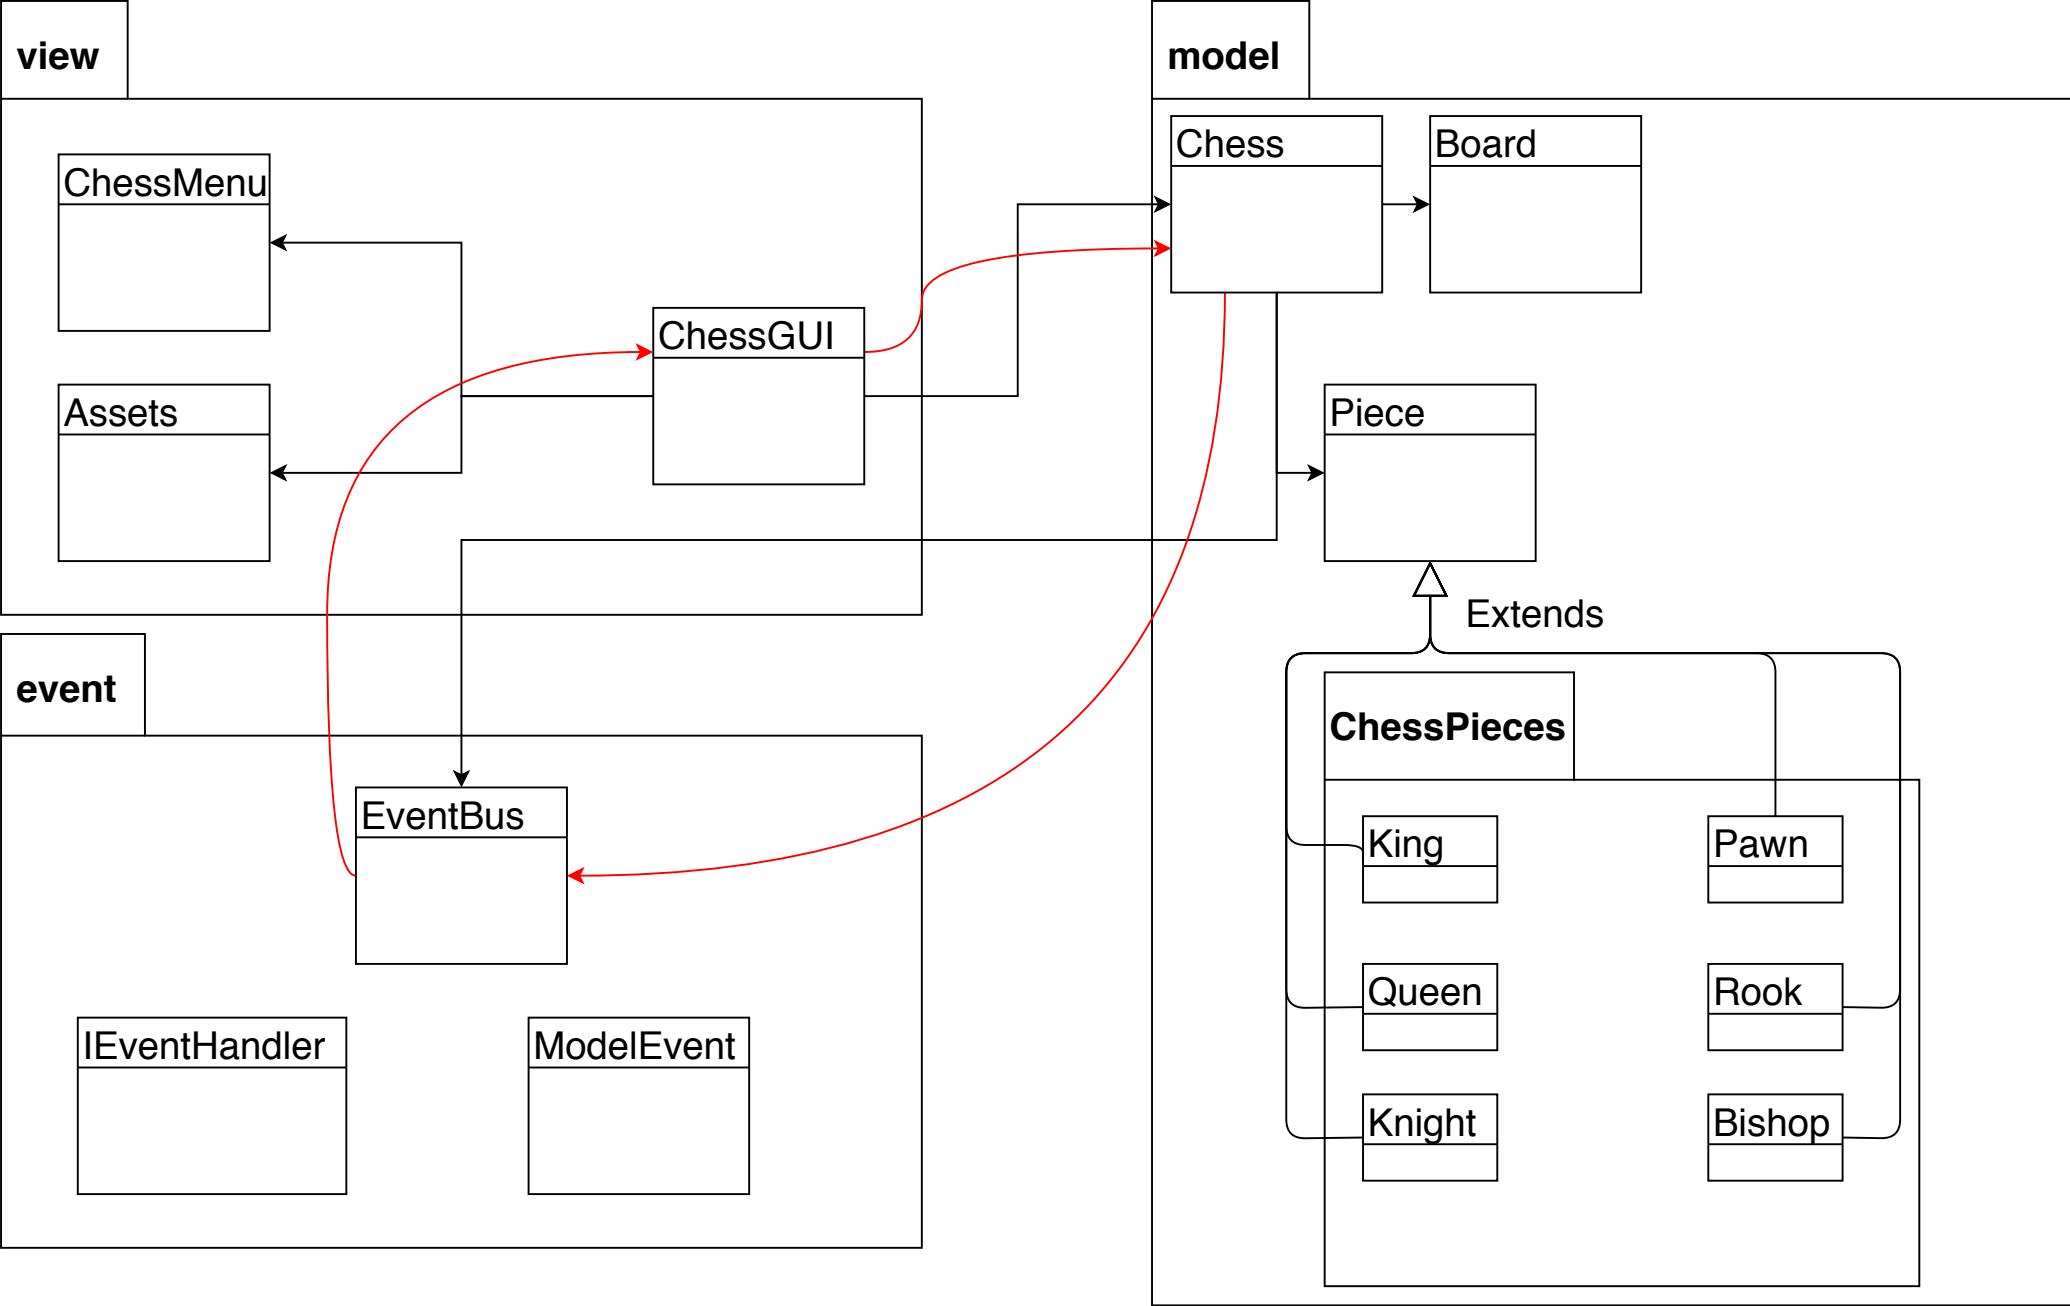 view
ChessMenu
Assets
ChessGUI
event
EventBus
IEventHandler
ModelEvent
model
Chess
Board
Piece
Extends
ChessPieces
King
Pawn
Queen
Rook
Knight
Bishop